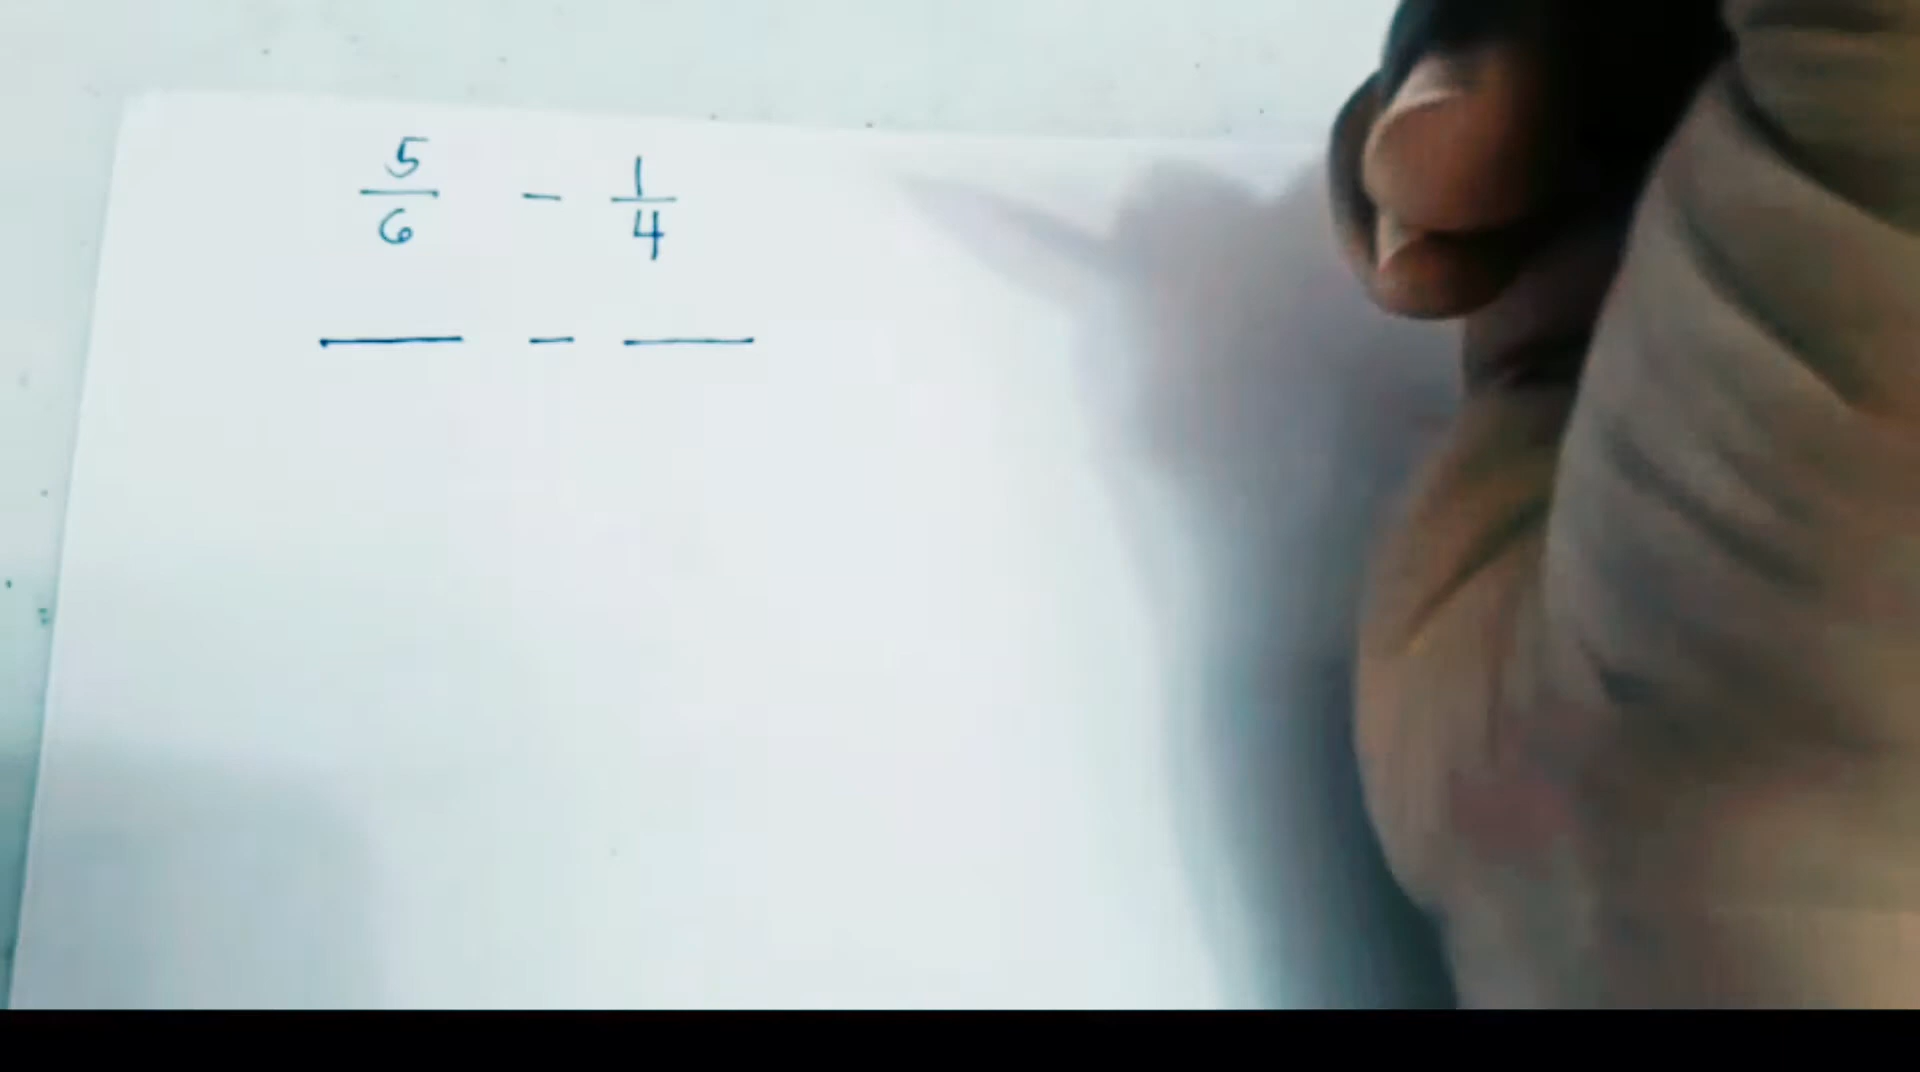 5/6 - 1/4
___ - ___